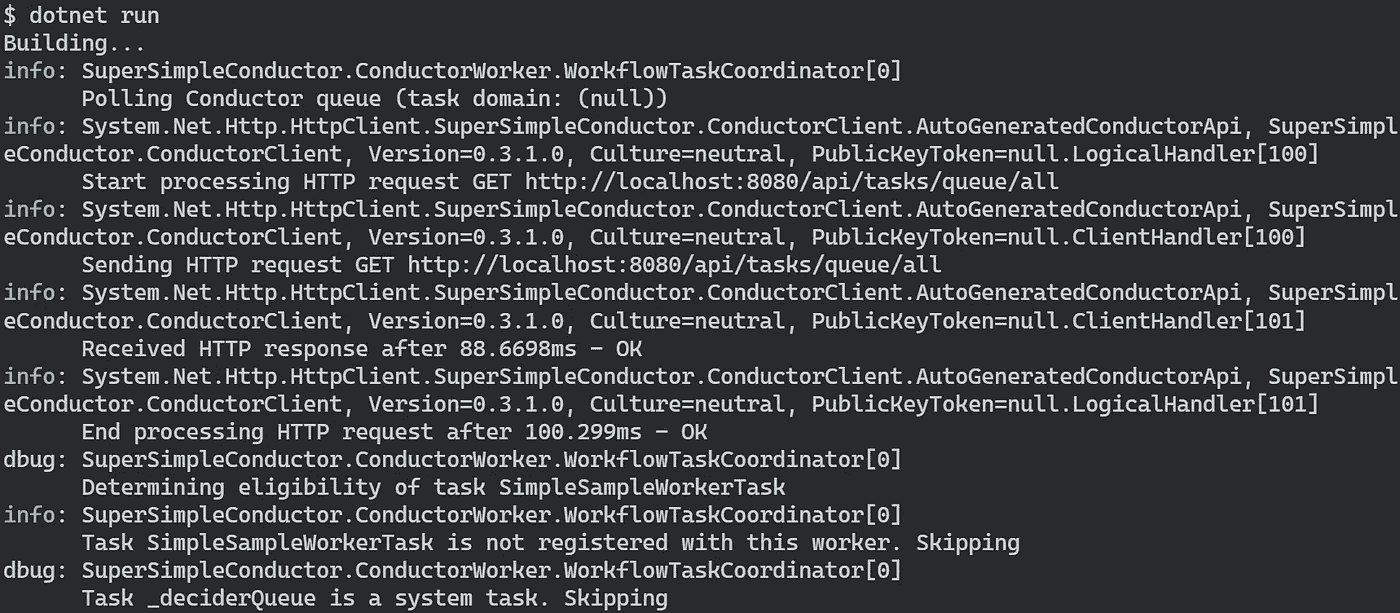 $ dotnet run
Building...
info: SuperSimpleConductor.ConductorWorker.WorkflowTaskCoordinator[0]
      Polling Conductor queue (task domain: (null))
info: System.Net.Http.HttpClient.SuperSimpleConductor.ConductorClient.AutoGeneratedConductorApi, SuperSimpl
eConductor.ConductorClient, Version=0.3.1.0, Culture=neutral, PublicKeyToken=null.LogicalHandler[100]
      Start processing HTTP request GET http://localhost:8080/api/tasks/queue/all
info: System.Net.Http.HttpClient.SuperSimpleConductor.ConductorClient.AutoGeneratedConductorApi, SuperSimpl
eConductor.ConductorClient, Version=0.3.1.0, Culture=neutral, PublicKeyToken=null.ClientHandler[100]
      Sending HTTP request GET http://localhost:8080/api/tasks/queue/all
info: System.Net.Http.HttpClient.SuperSimpleConductor.ConductorClient.AutoGeneratedConductorApi, SuperSimpl
eConductor.ConductorClient, Version=0.3.1.0, Culture=neutral, PublicKeyToken=null.ClientHandler[101]
      Received HTTP response after 88.6698ms - OK
info: System.Net.Http.HttpClient.SuperSimpleConductor.ConductorClient.AutoGeneratedConductorApi, SuperSimpl
eConductor.ConductorClient, Version=0.3.1.0, Culture=neutral, PublicKeyToken=null.LogicalHandler[101]
      End processing HTTP request after 100.299ms - OK
dbug: SuperSimpleConductor.ConductorWorker.WorkflowTaskCoordinator[0]
      Determining eligibility of task SimpleSampleWorkerTask
info: SuperSimpleConductor.ConductorWorker.WorkflowTaskCoordinator[0]
      Task SimpleSampleWorkerTask is not registered with this worker. Skipping
dbug: SuperSimpleConductor.ConductorWorker.WorkflowTaskCoordinator[0]
      Task _deciderQueue is a system task. Skipping